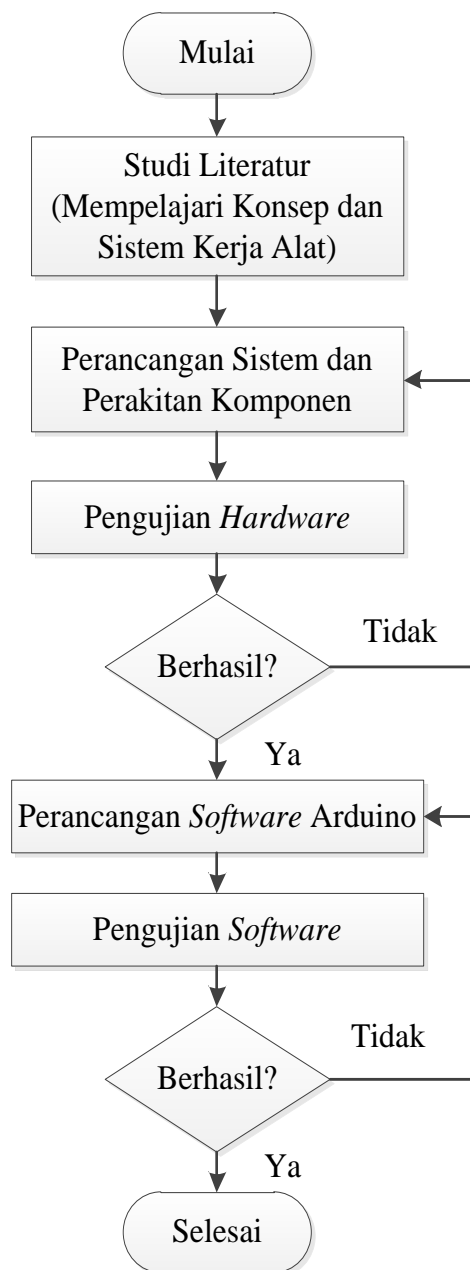 Mulai
Studi Literatur
(Mempelajari Konsep dan
Sistem Kerja Alat)
Perancangan Sistem dan
Perakitan Komponen
Pengujian Hardware
Berhasil?
Tidak
Ya
Perancangan Software Arduino
Pengujian Software
Berhasil?
Tidak
Ya
Selesai